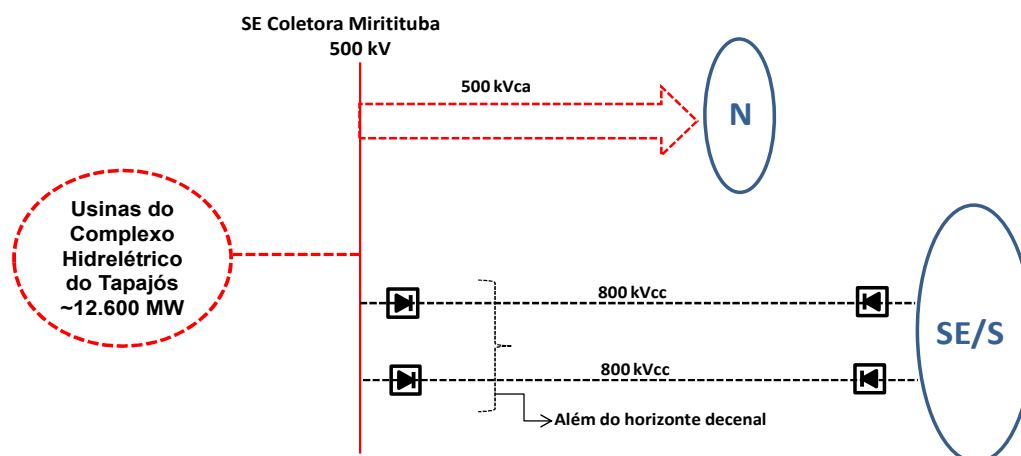 SE Coletora Miritituba
500 kV
500 kVca
N
Usinas do
Complexo
Hidrelétrico
do Tapajós
~12.600 MW
800 kVcc
SE/S
800 kVcc
Além do horizonte decenal